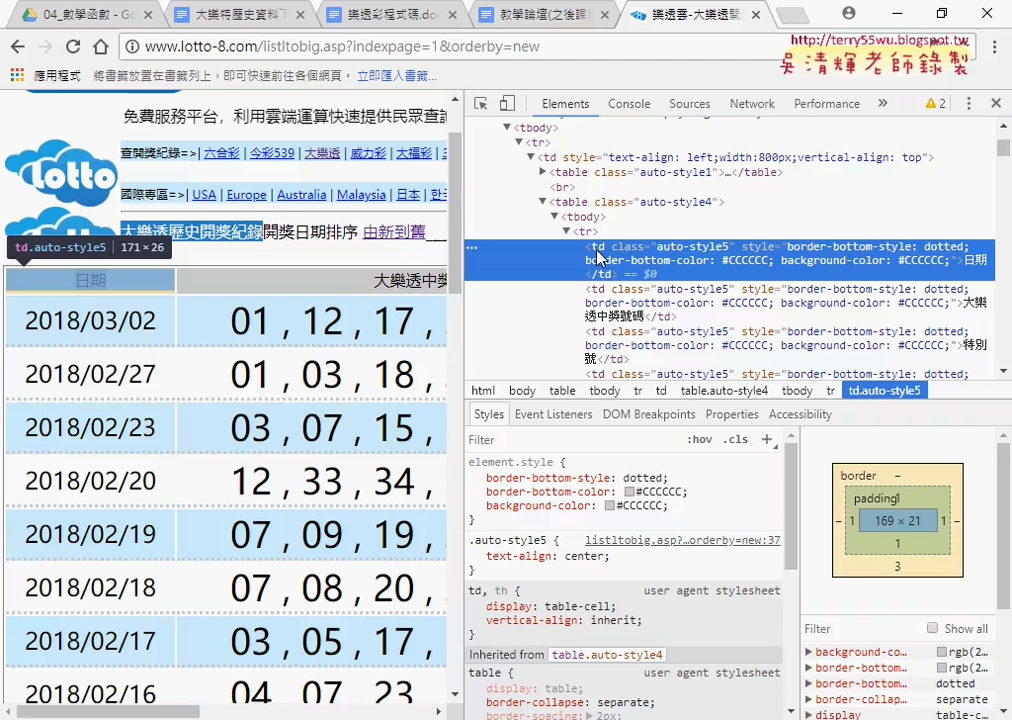 04_數學函數 - Go
大樂特歷史資料下
樂透彩程式碼.do
教學論壇(之後課
樂透雲-大樂透開
www.lotto-8.com/listltobig.asp?indexpage=1&orderby=new
http://terry55wu.blogspot.tw
吳清輝老師錄製
應用程式 將書籤放置在書籤列上，即可快速前往各個網頁。 立即匯入書籤...
免費服務平台，利用雲端運算快速提供民眾查
查開獎紀錄=>| 六合彩 | 今彩539 | 大樂透 | 威力彩 | 大福彩 |
lotto
國際專區=>| USA | Europe | Australia | Malaysia | 日本 |
大樂透歷史開獎紀錄開獎日期排序 由新到舊
td.auto-style5 | 171×26
日期 大樂透中獎
2018/03/02 01 , 12 , 17 ,
2018/02/27 01 , 03 , 18 ,
2018/02/23 03 , 07 , 15 ,
2018/02/20 12 , 33 , 34 ,
2018/02/19 07 , 09 , 19 ,
2018/02/18 07 , 08 , 20 ,
2018/02/17 03 , 05 , 17 ,
2018/02/16 04 07 23
Elements Console Sources Network Performance » 2
<tbody>
<tr>
<td style="text-align: left;width:800px;vertical-align: top">
<table class="auto-style1">…</table>
<br>
<table class="auto-style4">
<tbody>
<tr>
<td class="auto-style5" style="border-bottom-style: dotted;
border-bottom-color: #CCCCCC; background-color: #CCCCCC;">日期
</td> == $0
<td class="auto-style5" style="border-bottom-style: dotted;
border-bottom-color: #CCCCCC; background-color: #CCCCCC;">大樂
透中獎號碼</td>
<td class="auto-style5" style="border-bottom-style: dotted;
border-bottom-color: #CCCCCC; background-color: #CCCCCC;">特別
號</td>
<td class="auto-style5" style="border-bottom-style: dotted;
html body table tbody tr td table.auto-style4 tbody tr td.auto-style5
Styles Event Listeners DOM Breakpoints Properties Accessibility
Filter :hov .cls +
element.style {
border-bottom-style: dotted;
border-bottom-color: #CCCCCC;
background-color: #CCCCCC;
}
.auto-style5 { listltobig.asp?…orderby=new:37
text-align: center;
}
td, th { user agent stylesheet
display: table-cell;
vertical-align: inherit;
}
Inherited from table.auto-style4
table { user agent stylesheet
display: table;
border-collapse: separate;
border-spacing: 2px;
border –
padding1
– 1 169 × 21 1 –
1
3
Filter Show all
background-co… rgb(2…
border-bottom… rgb(2…
border-bottom… dotted
border-collap… separate
display table-c…